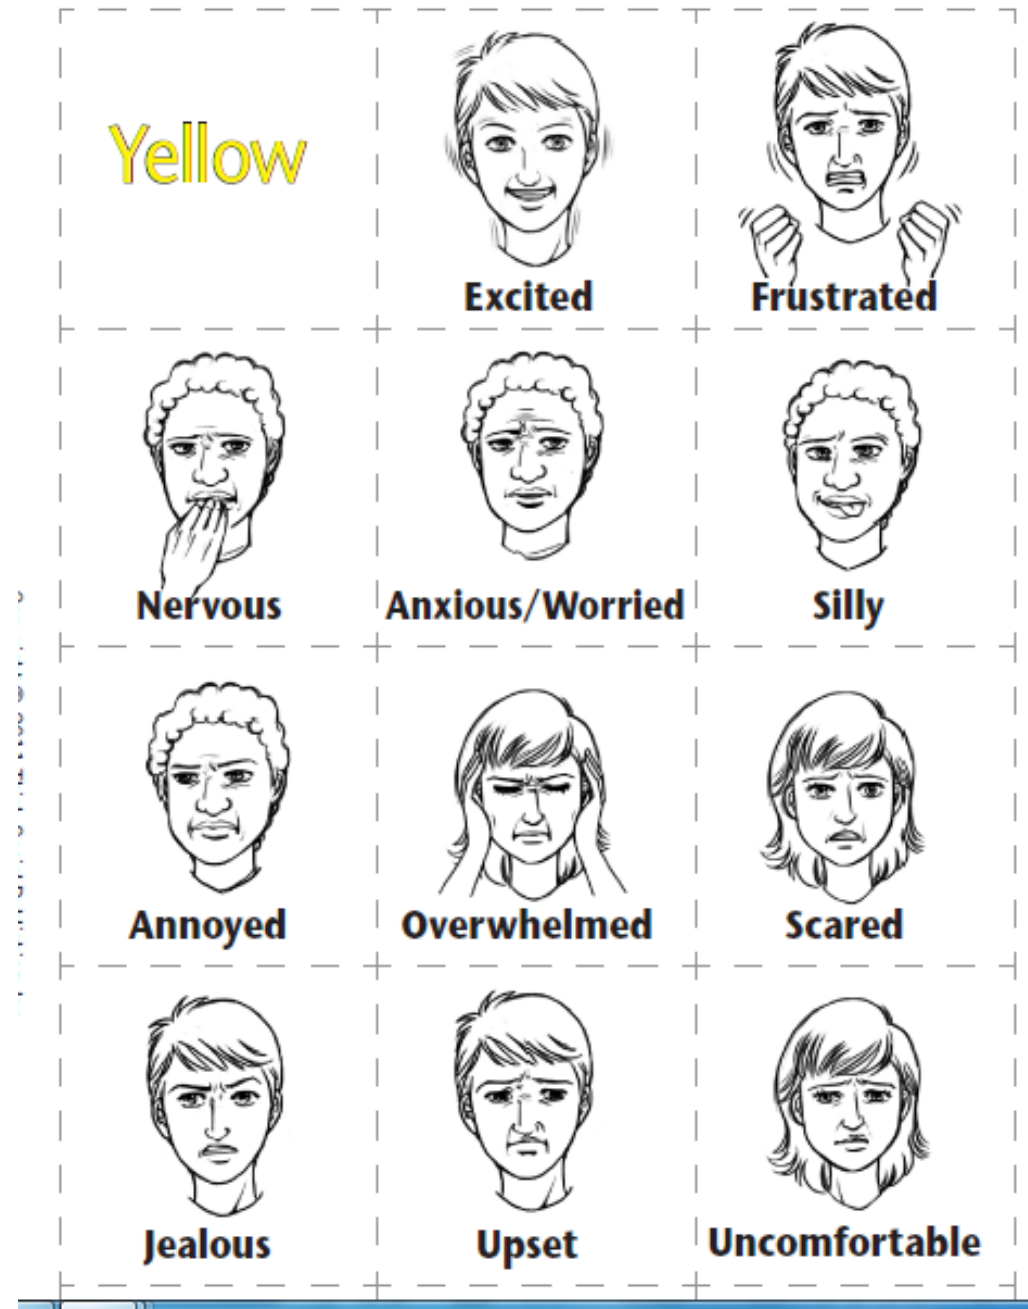 Yellow
Excited
Frustrated
Nervous
Anxious/Worried
Silly
Annoyed
Overwhelmed
Scared
Jealous
Upset
Uncomfortable